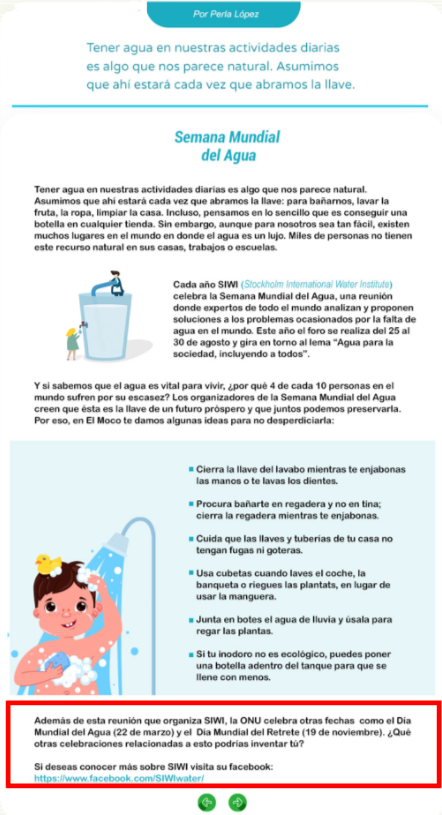 Por Perla López
Tener agua en nuestras actividades diarias
es algo que nos parece natural. Asumimos
que ahí estará cada vez que abramos la llave.
Semana Mundial
del Agua
Tener agua en nuestras actividades diarias es algo que nos parece natural.
Asumimos que ahí estará cada vez que abramos la llave: para bañarnos, lavar la
fruta, la ropa, limpiar la casa. Incluso, pensamos en lo sencillo que es conseguir una
botella en cualquier tienda. Sin embargo, aunque para nosotros sea tan fácil, existen
muchos lugares en el mundo en donde el agua es un lujo. Miles de personas no tienen
este recurso natural en sus casas, trabajos o escuelas.
Cada año SIWI (Stockholm International Water Institute)
celebra la Semana Mundial del Agua, una reunión
donde expertos de todo el mundo analizan y proponen
soluciones a los problemas ocasionados por la falta de
agua en el mundo. Este año el foro se realiza del 25 al
30 de agosto y gira en torno al lema “Agua para la
sociedad, incluyendo a todos”.
Y si sabemos que el agua es vital para vivir, ¿por qué 4 de cada 10 personas en el
mundo sufren por su escasez? Los organizadores de la Semana Mundial del Agua
creen que ésta es la llave de un futuro próspero y que juntos podemos preservarla.
Por eso, en El Moco te damos algunas ideas para no desperdiciarla:
Cierra la llave del lavabo mientras te enjabonas
las manos o te lavas los dientes.
Procura bañarte en regadera y no en tina;
cierra la regadera mientras te enjabonas.
Cuida que las llaves y tuberías de tu casa no
tengan fugas ni goteras.
Usa cubetas cuando laves el coche, la
banqueta o riegues las plantats, en lugar de
usar la manguera.
Junta en botes el agua de lluvia y úsala para
regar las plantas.
Si tu inodoro no es ecológico, puedes poner
una botella adentro del tanque para que se
llene con menos.
Además de esta reunión que organiza SIWI, la ONU celebra otras fechas como el Día
Mundial del Agua (22 de marzo) y el Día Mundial del Retrete (19 de noviembre). ¿Qué
otras celebraciones relacionadas a esto podrías inventar tú?
Si deseas conocer más sobre SIWI visita su facebook:
https://www.facebook.com/SIWIwater/